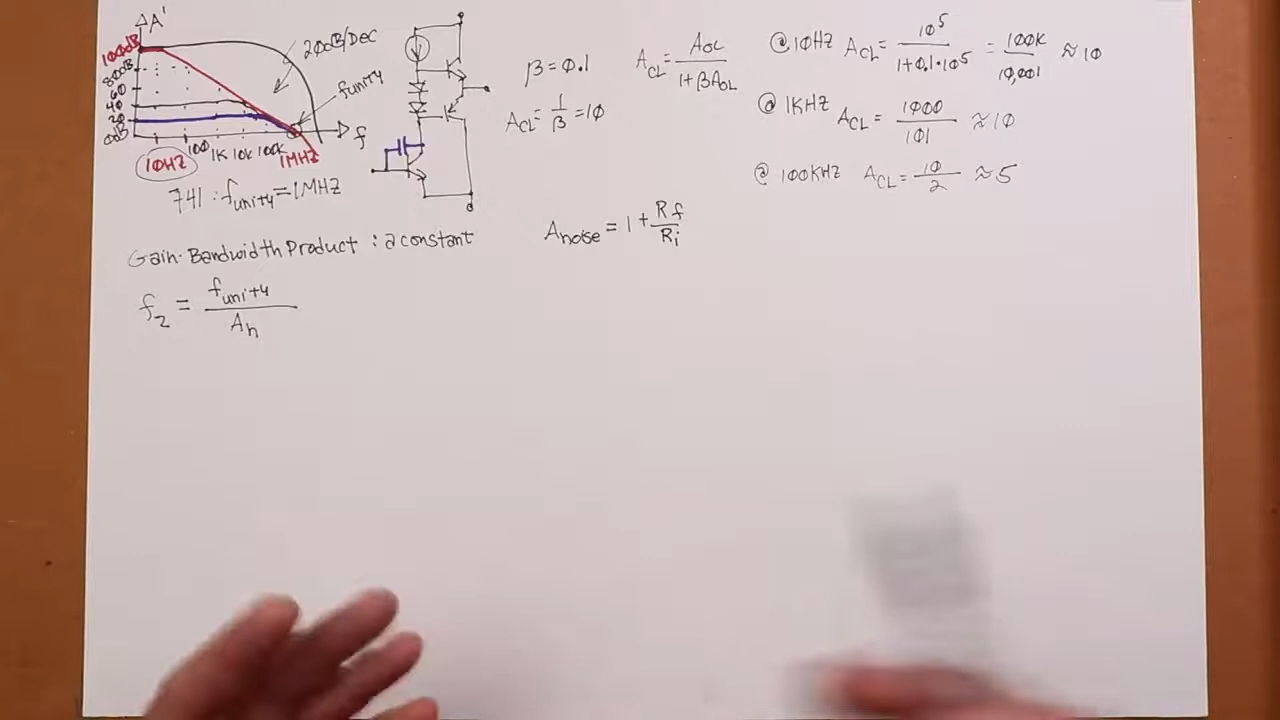 A'
100dB
80dB
60
40
20
0dB
20dB/DEC
funity
f
10HZ 100 1K 10K 100K 1MHZ
741 : funity = 1MHZ
β = 0.1
ACL = 1/β = 10
ACL = AOL / 1+βAOL
@ 10HZ ACL = 10^5 / 1+0.1·10^5 = 100K / 10,001 ≈ 10
@ 1KHZ ACL = 1000 / 101 ≈ 10
@ 100KHZ ACL = 10 / 2 ≈ 5
Gain-Bandwidth Product : a constant
Anoise = 1 + Rf / Ri
f2 = funity / An